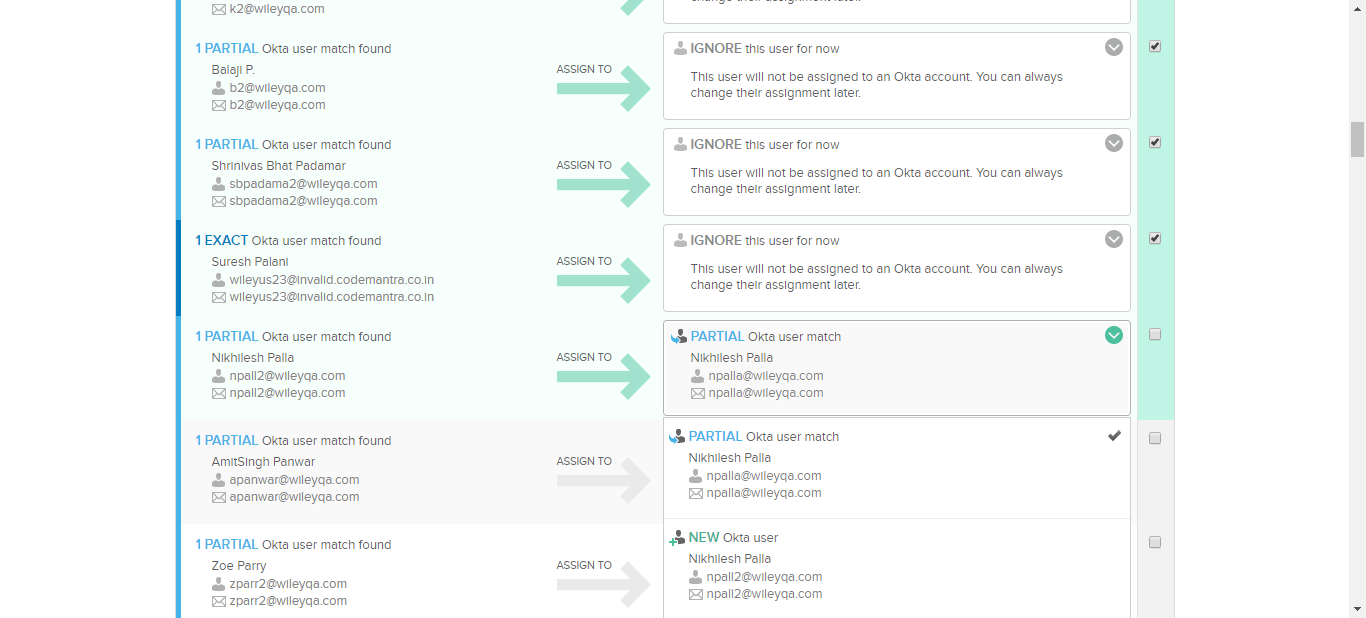 k2@wileyqa.com
1 PARTIAL Okta user match found
Balaji P.
b2@wileyqa.com
b2@wileyqa.com
ASSIGN TO
change their assignment later.
IGNORE this user for now
This user will not be assigned to an Okta account. You can always
change their assignment later.
1 PARTIAL Okta user match found
Shrinivas Bhat Padamar
sbpadama2@wileyqa.com
sbpadama2@wileyqa.com
ASSIGN TO
IGNORE this user for now
This user will not be assigned to an Okta account. You can always
change their assignment later.
1 EXACT Okta user match found
Suresh Palani
wileyus23@invalid.codemantra.co.in
wileyus23@invalid.codemantra.co.in
ASSIGN TO
IGNORE this user for now
This user will not be assigned to an Okta account. You can always
change their assignment later.
1 PARTIAL Okta user match found
Nikhilesh Palla
npall2@wileyqa.com
npall2@wileyqa.com
ASSIGN TO
PARTIAL Okta user match
Nikhilesh Palla
npalla@wileyqa.com
npalla@wileyqa.com
1 PARTIAL Okta user match found
AmitSingh Panwar
apanwar@wileyqa.com
apanwar@wileyqa.com
ASSIGN TO
PARTIAL Okta user match
Nikhilesh Palla
npalla@wileyqa.com
npalla@wileyqa.com
1 PARTIAL Okta user match found
Zoe Parry
zparr2@wileyqa.com
zparr2@wileyqa.com
ASSIGN TO
NEW Okta user
Nikhilesh Palla
npall2@wileyqa.com
npall2@wileyqa.com